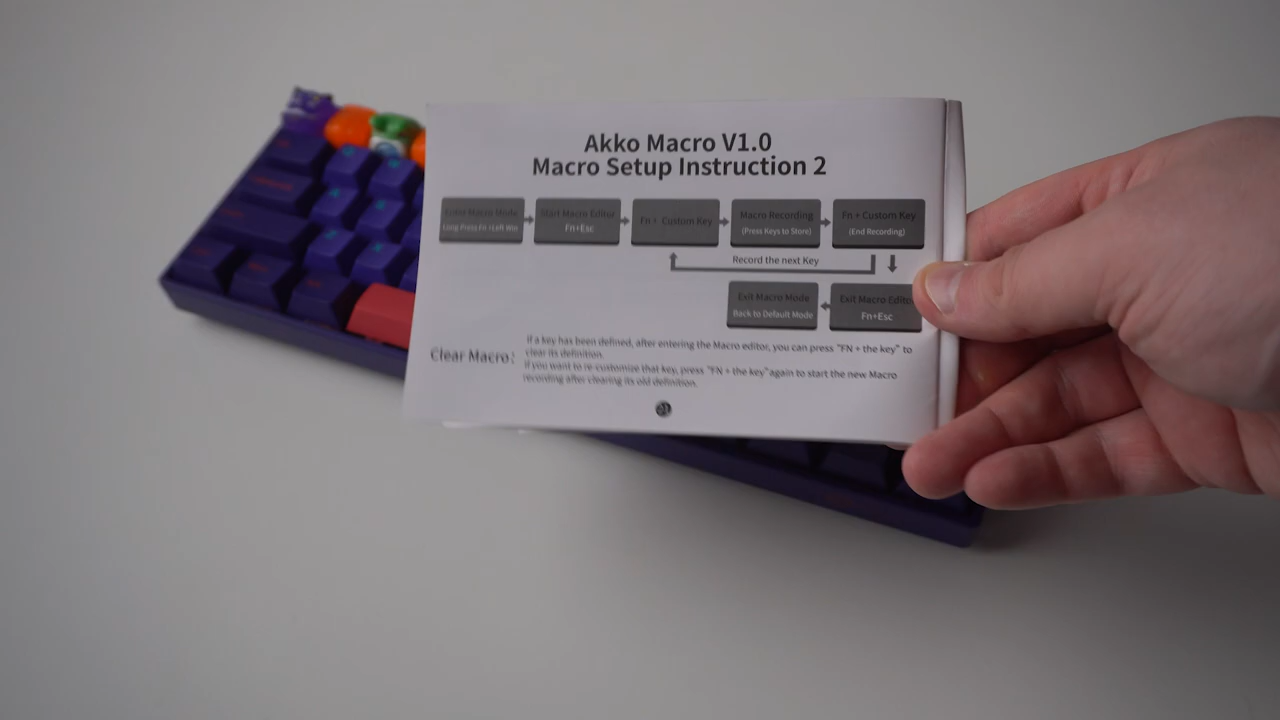 Akko Macro V1.0
Macro Setup Instruction 2
Enter Macro Mode
Long Press Fn +Left Win
Start Macro Editor
Fn+Esc
Fn + Custom Key
Macro Recording
(Press Keys to Store)
Fn + Custom Key
(End Recording)
Record the next Key
Exit Macro Mode
Back to Default Mode
Exit Macro Editor
Fn+Esc
Clear Macro:
If a key has been defined, after entering the Macro editor, you can press "FN + the key" to
clear its definition.
If you want to re-customize that key, press "FN + the key"again to start the new Macro
recording after clearing its old definition.